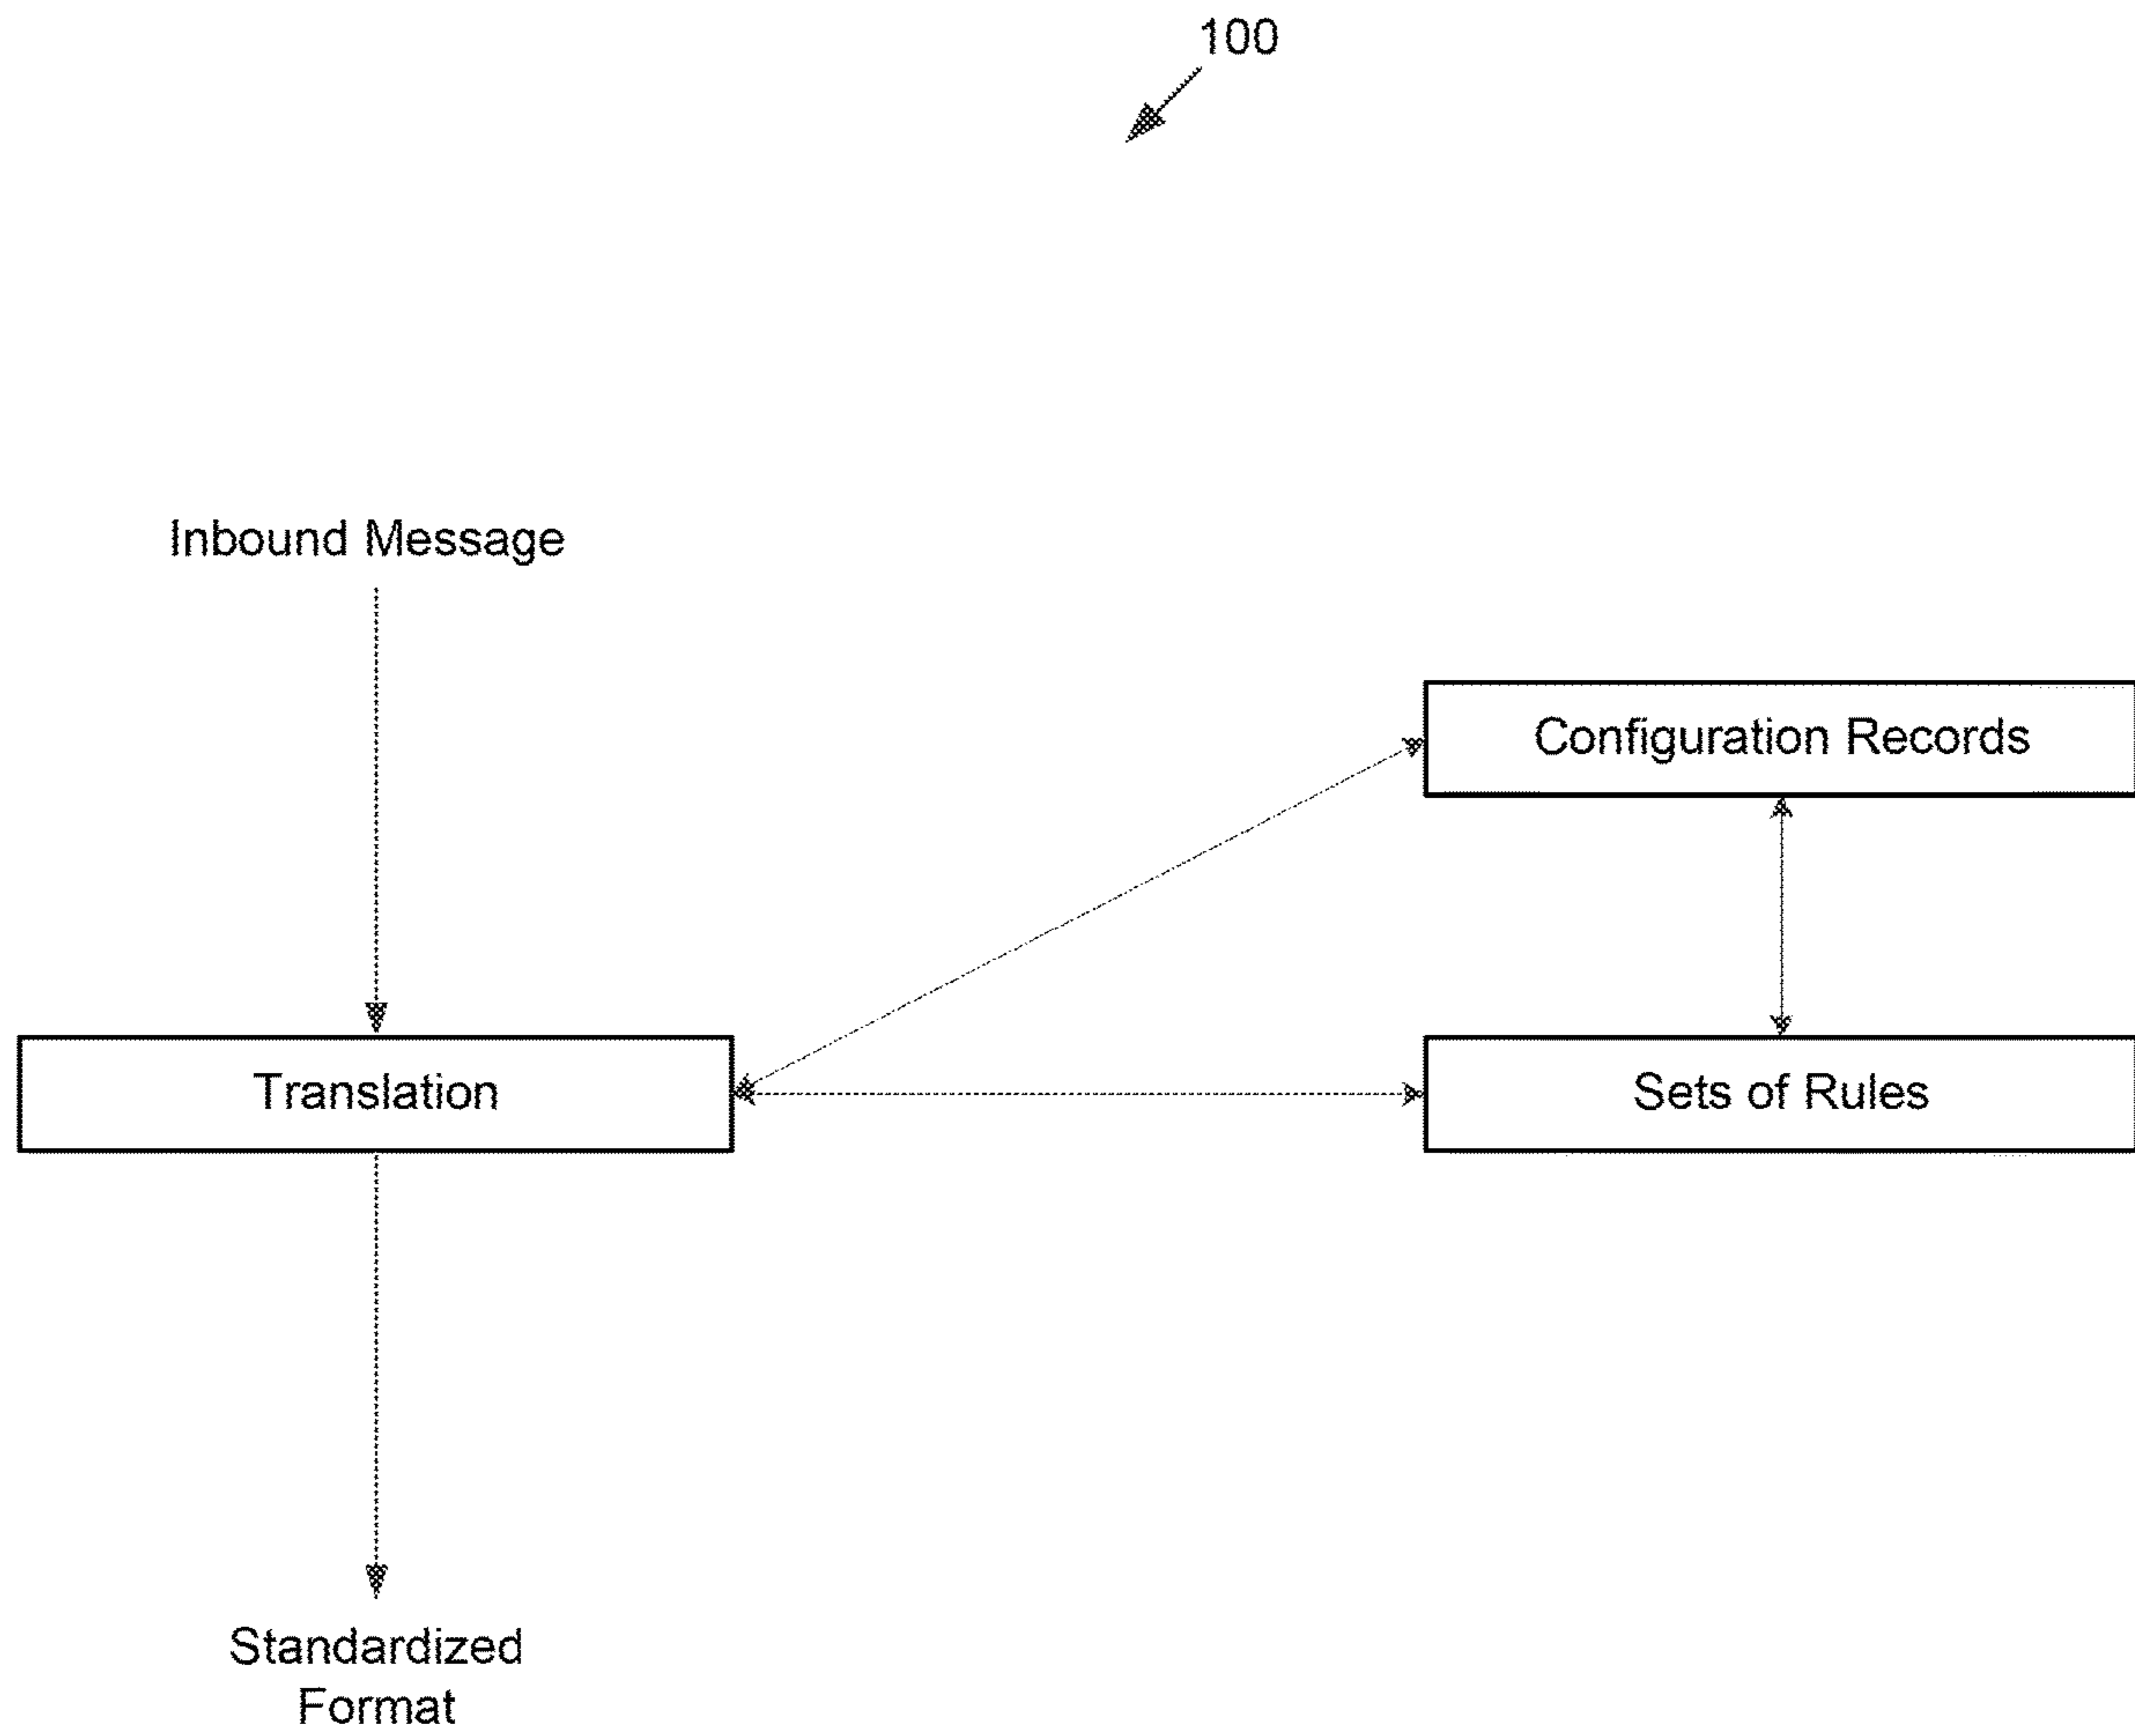 100
Inbound Message
Configuration Records
Translation
Sets of Rules
Standardized
Format